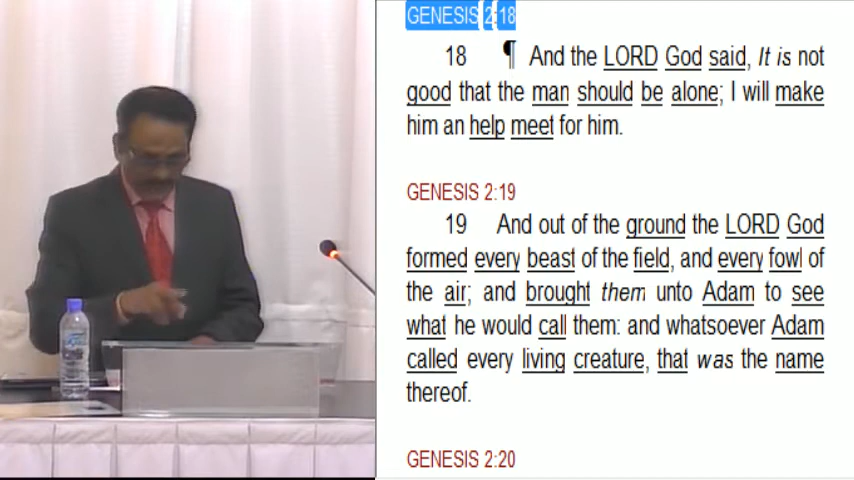 GENESIS 2:18
18 ¶ And the LORD God said, It is not
good that the man should be alone; I will make
him an help meet for him.
GENESIS 2:19
19 And out of the ground the LORD God
formed every beast of the field, and every fowl of
the air; and brought them unto Adam to see
what he would call them: and whatsoever Adam
called every living creature, that was the name
thereof.
GENESIS 2:20